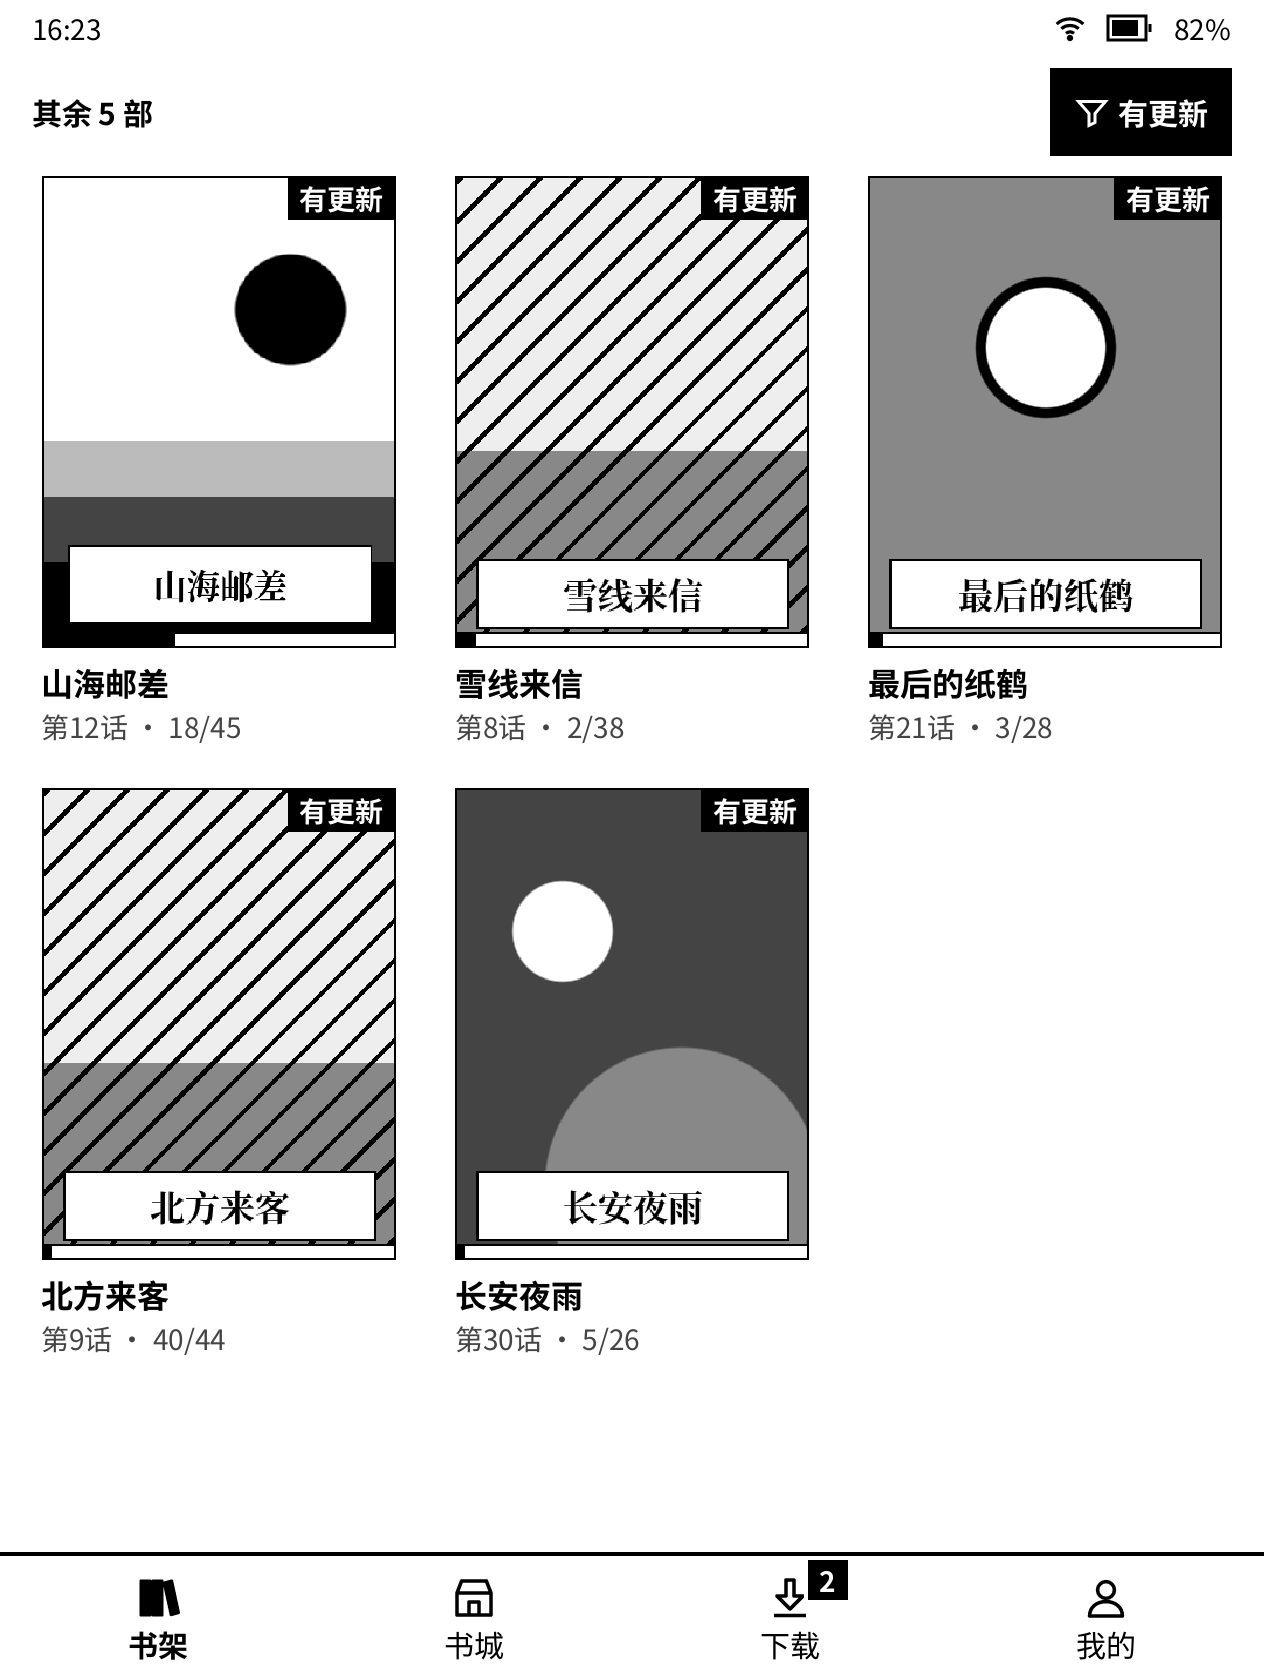 16:23
82%
其余 5 部
有更新
有更新
有更新
有更新
山海邮差
雪线来信
最后的纸鹤
山海邮差
雪线来信
最后的纸鹤
第12话 · 18/45
第8话 · 2/38
第21话 · 3/28
有更新
有更新
北方来客
长安夜雨
北方来客
长安夜雨
第9话 · 40/44
第30话 · 5/26
2
书架
书城
下载
我的